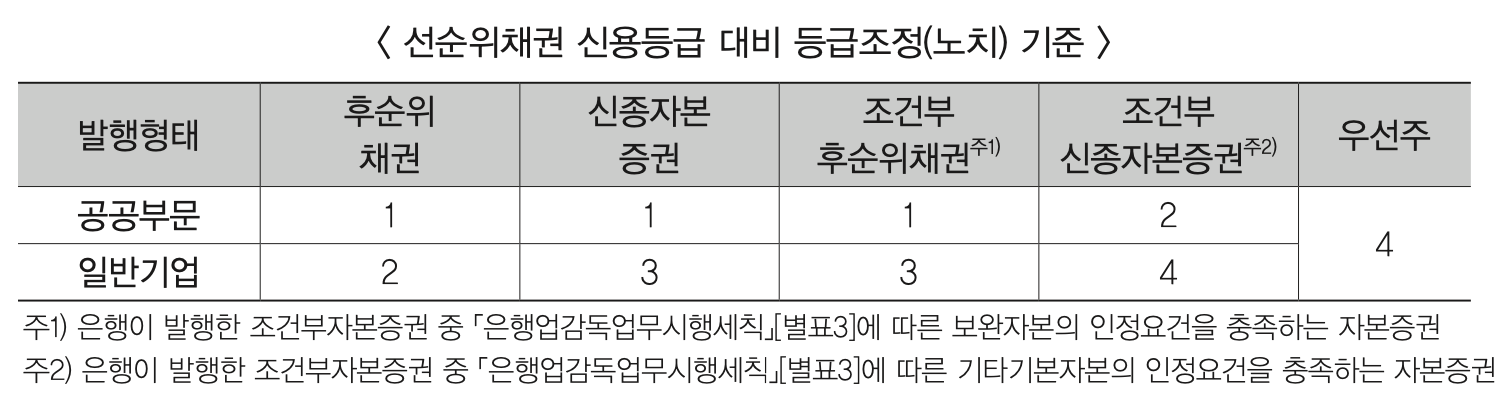 < 선순위채권 신용등급 대비 등급조정(노치) 기준 >
발행형태
후순위
채권
신종자본
증권
조건부
후순위채권주1)
조건부
신종자본증권주2)
우선주
공공부문 1 1 1 2
4
일반기업 2 3 3 4
주1) 은행이 발행한 조건부자본증권 중 「은행업감독업무시행세칙」[별표3]에 따른 보완자본의 인정요건을 충족하는 자본증권
주2) 은행이 발행한 조건부자본증권 중 「은행업감독업무시행세칙」[별표3]에 따른 기타기본자본의 인정요건을 충족하는 자본증권